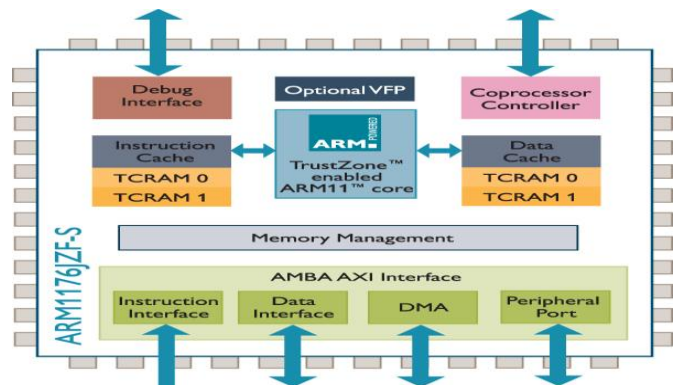 Debug
Interface
Optional VFP
Coprocessor
Controller
ARM POWERED
TrustZone™
enabled
ARM11™ core
Instruction
Cache
TCRAM 0
TCRAM 1
Data
Cache
TCRAM 0
TCRAM 1
Memory Management
AMBA AXI Interface
Instruction
Interface
Data
Interface
DMA
Peripheral
Port
ARM1176JZF-S